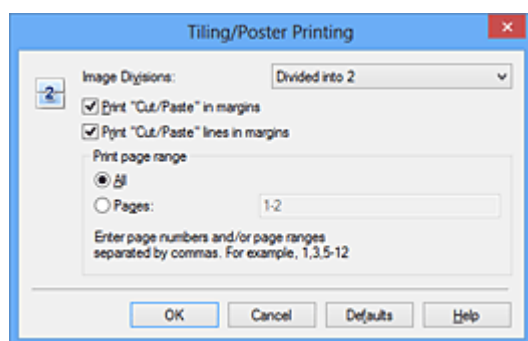 Tiling/Poster Printing
Image Divisions: Divided into 2
2
Print "Cut/Paste" in margins
Print "Cut/Paste" lines in margins
Print page range
All
Pages: 1-2
Enter page numbers and/or page ranges
separated by commas. For example, 1,3,5-12
OK Cancel Defaults Help